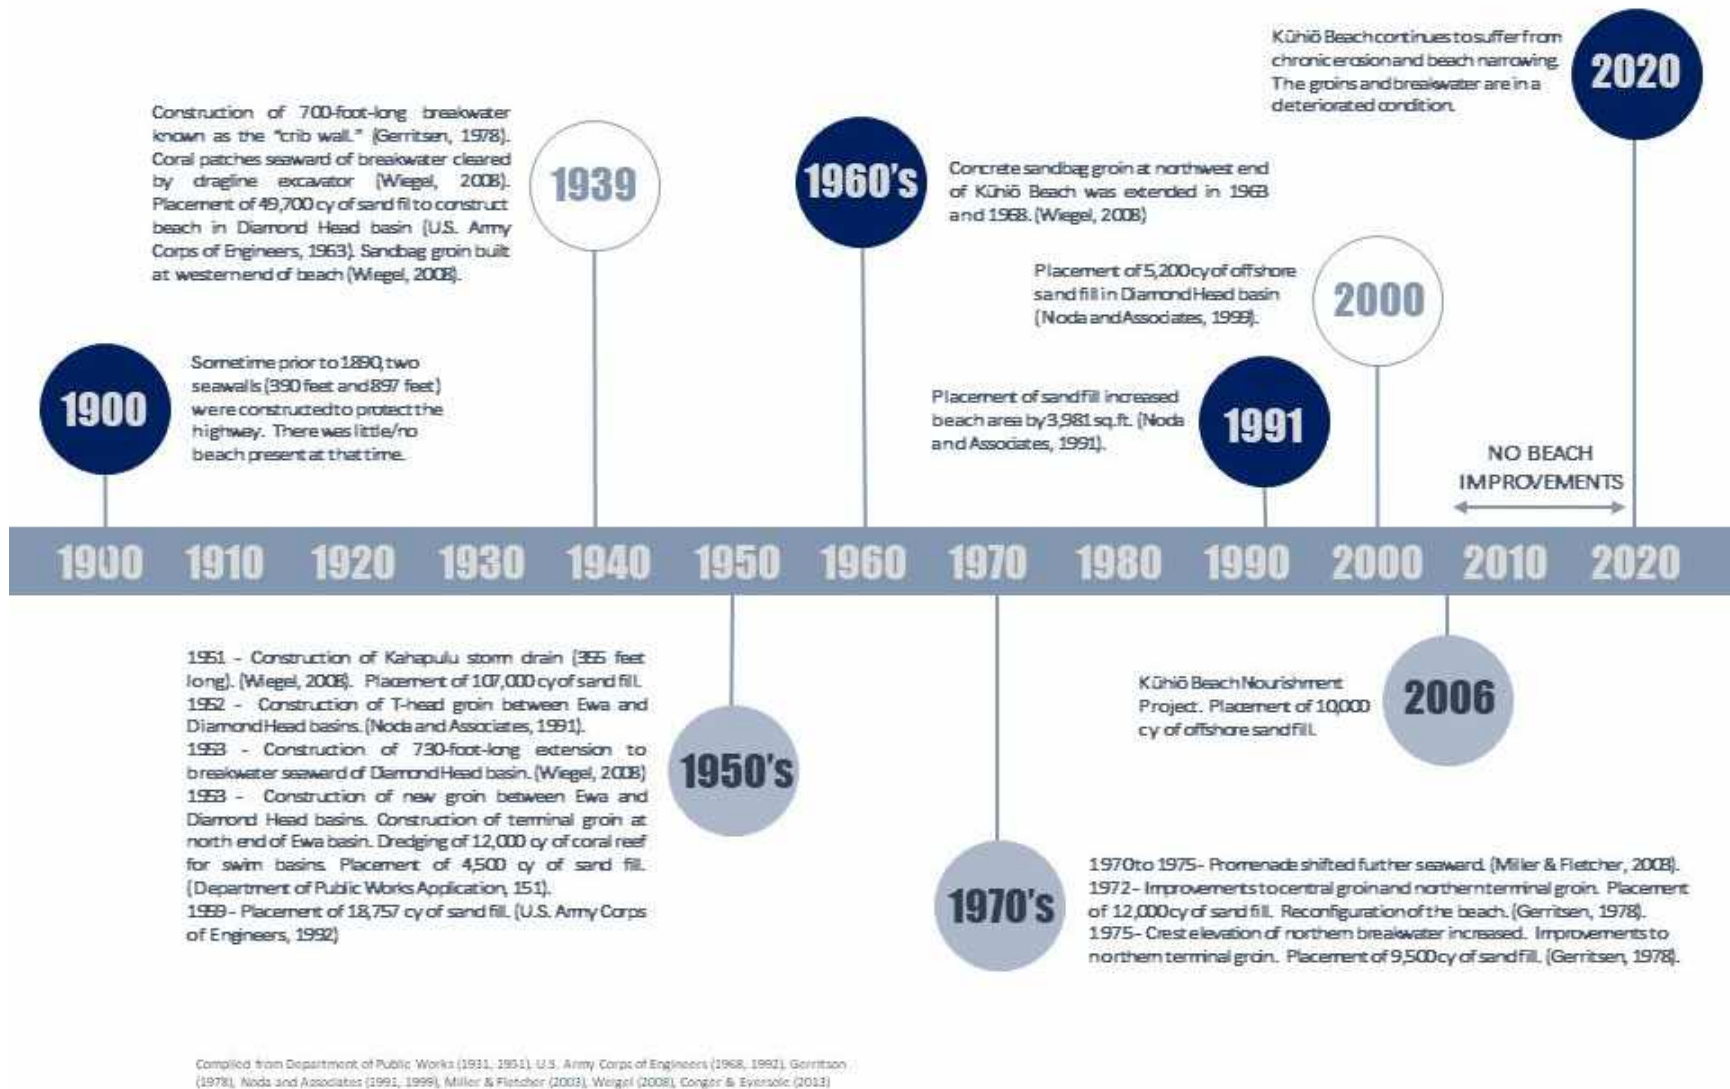 Kūhiō Beach continues to suffer from
chronic erosion and beach narrowing.
The groins and breakwater are in a
deteriorated condition.
2020
Construction of 700-foot-long breakwater
known as the "crib wall." (Gerritsen, 1978).
Coral patches seaward of breakwater cleared
by dragline excavator (Wiegel, 2008).
Placement of 49,700 cy of sand fil to construct
beach in Diamond Head basin (U.S. Army
Corps of Engineers, 1963). Sandbag groin built
at western end of beach (Wiegel, 2008).
1939
1960's
Concrete sandbag groin at northwest end
of Kūhiō Beach was extended in 1963
and 1968. (Wiegel, 2008)
Placement of 5,200 cy of offshore
sand fill in Diamond Head basin
(Noda and Associates, 1999).
2000
1900
Sometime prior to 1890, two
seawalls (390 feet and 897 feet)
were constructed to protect the
highway. There was little/no
beach present at that time.
Placement of sand fill increased
beach area by 3,981 sq.ft. (Noda
and Associates, 1991).
1991
NO BEACH
IMPROVEMENTS
1900 1910 1920 1930 1940 1950 1960 1970 1980 1990 2000 2010 2020
1951 - Construction of Kahapulu storm drain (355 feet
long). (Wiegel, 2008). Placement of 107,000 cy of sand fill.
1952 - Construction of T-head groin between Ewa and
Diamond Head basins. (Noda and Associates, 1991).
1953 - Construction of 730-foot-long extension to
breakwater seaward of Diamond Head basin. (Wiegel, 2008)
1953 - Construction of new groin between Ewa and
Diamond Head basins. Construction of terminal groin at
north end of Ewa basin. Dredging of 12,000 cy of coral reef
for swim basins. Placement of 4,500 cy of sand fill.
(Department of Public Works Application, 151).
1959 - Placement of 18,757 cy of sand fill. (U.S. Army Corps
of Engineers, 1992)
1950's
Kūhiō Beach Nourishment
Project. Placement of 10,000
cy of offshore sand fill.
2006
1970's
1970 to 1975 - Promenade shifted further seaward. (Miller & Fletcher, 2003).
1972 - Improvements to central groin and northern terminal groin. Placement
of 12,000 cy of sand fill. Reconfiguration of the beach. (Gerritsen, 1978).
1975 - Crest elevation of northern breakwater increased. Improvements to
northern terminal groin. Placement of 9,500 cy of sand fill. (Gerritsen, 1978).
Compiled from Department of Public Works (1931, 1951), U.S. Army Corps of Engineers (1968, 1992), Gerritson
(1978), Noda and Associates (1991, 1999), Miller & Fletcher (2003), Weigel (2008), Conger & Eversole (2013)